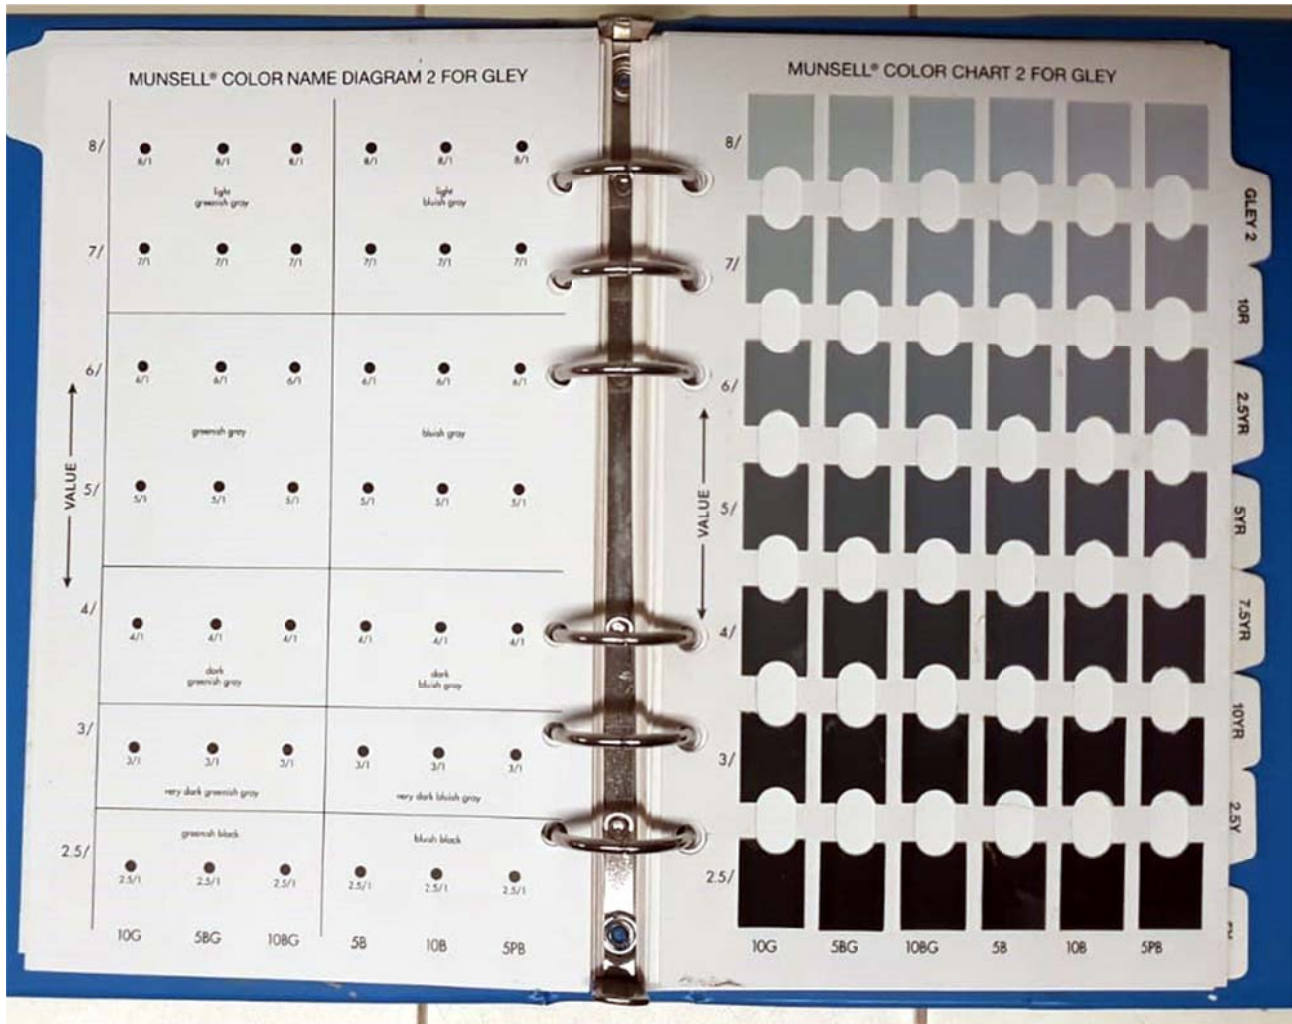 MUNSELL® COLOR NAME DIAGRAM 2 FOR GLEY
8/
8/1 8/1 8/1 8/1 8/1 8/1
light
greenish gray
light
bluish gray
7/
7/1 7/1 7/1 7/1 7/1 7/1
6/
6/1 6/1 6/1 6/1 6/1 6/1
greenish gray
bluish gray
VALUE
5/
5/1 5/1 5/1 5/1 5/1 5/1
4/
4/1 4/1 4/1 4/1 4/1 4/1
dark
greenish gray
dark
bluish gray
3/
3/1 3/1 3/1 3/1 3/1 3/1
very dark greenish gray
very dark bluish gray
greenish black
bluish black
2.5/
2.5/1 2.5/1 2.5/1 2.5/1 2.5/1 2.5/1
10G 5BG 10BG 5B 10B 5PB
MUNSELL® COLOR CHART 2 FOR GLEY
8/
7/
6/
VALUE
5/
4/
3/
2.5/
10G 5BG 10BG 5B 10B 5PB
GLEY 2
10R
2.5YR
5YR
7.5YR
10YR
2.5Y